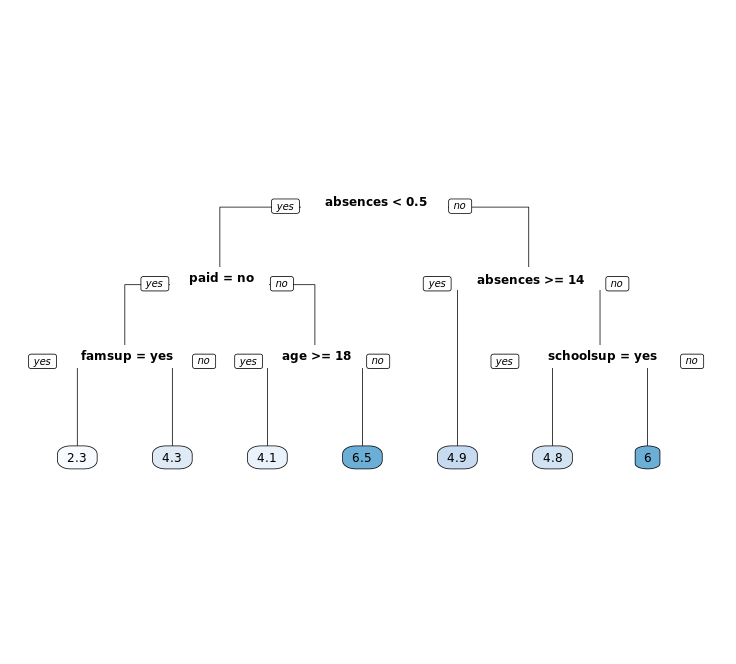 absences < 0.5
yes
no
paid = no
yes
no
absences >= 14
yes
no
famsup = yes
yes
no
age >= 18
yes
no
schoolsup = yes
yes
no
2.3
4.3
4.1
6.5
4.9
4.8
6